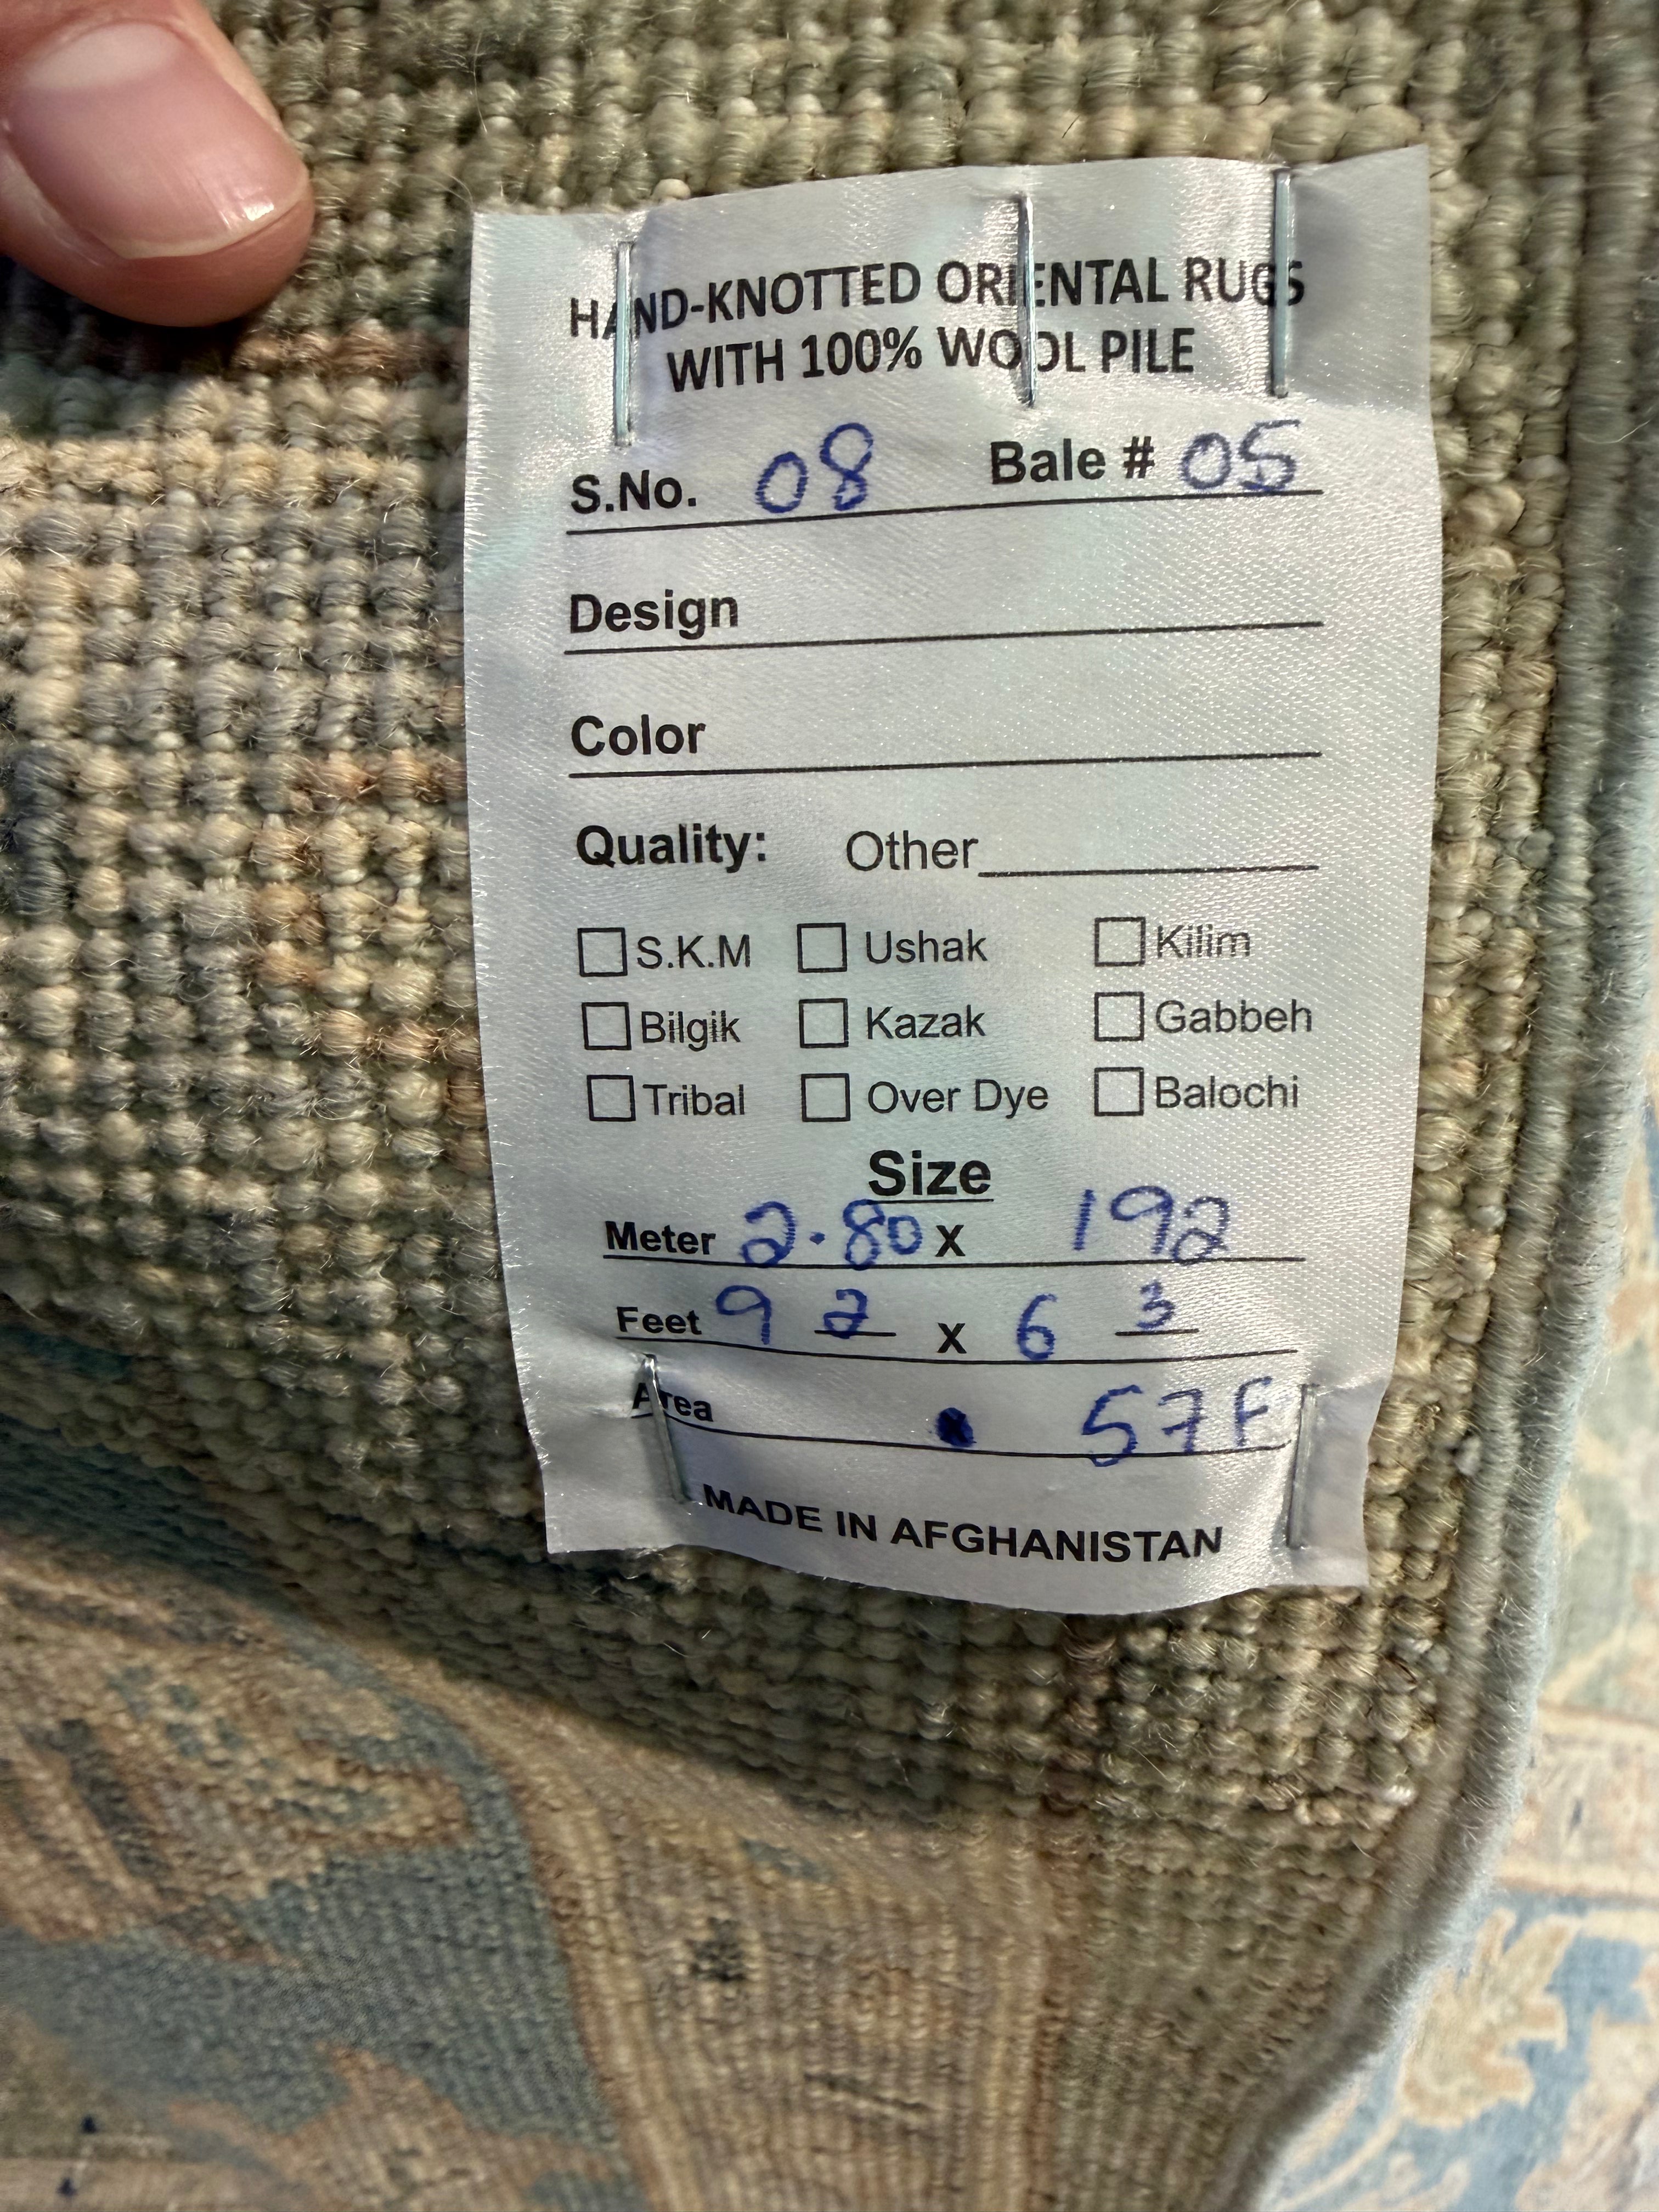 HAND-KNOTTED ORIENTAL RUGS
WITH 100% WOOL PILE
S.No. 08 Bale # 05
Design
Color
Quality: Other
S.K.M Ushak Kilim
Bilgik Kazak Gabbeh
Tribal Over Dye Balochi
Size
Meter 2.80 x 192
Feet 9 2 x 6 3
Area 57F
MADE IN AFGHANISTAN